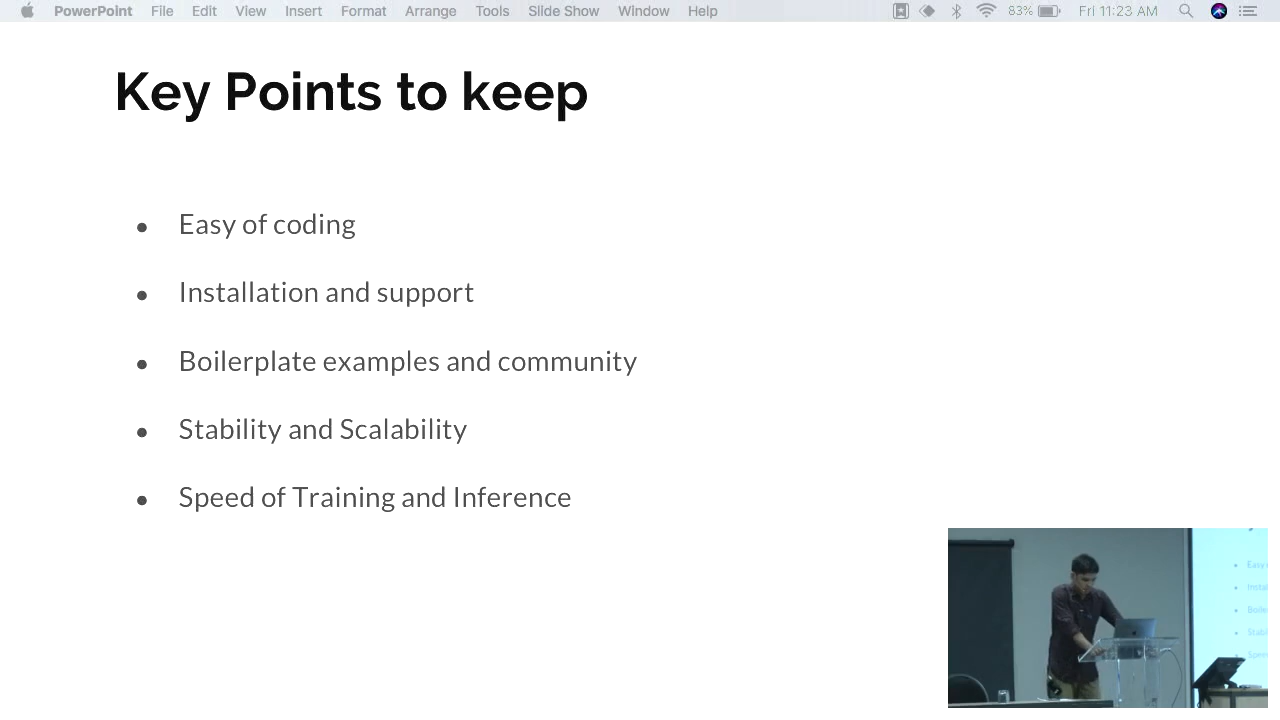 PowerPoint File Edit View Insert Format Arrange Tools Slide Show Window Help 83% Fri 11:23 AM
Key Points to keep
• Easy of coding
• Installation and support
• Boilerplate examples and community
• Stability and Scalability
• Speed of Training and Inference